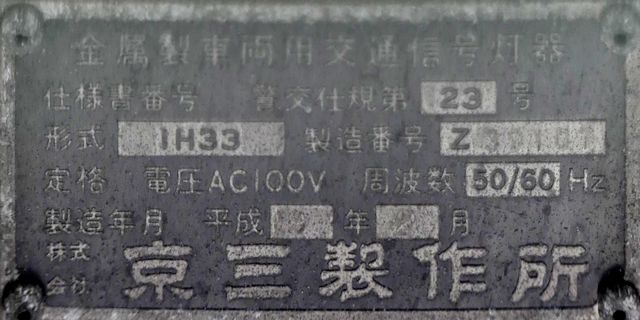 金属製車両用交通信号灯器
仕様書番号 警交仕規第 23 号
形式 1H33 製造番号 Z
定格 電圧AC100V 周波数 50/60 Hz
製造年月 平成 年 月
株式会社 京三製作所